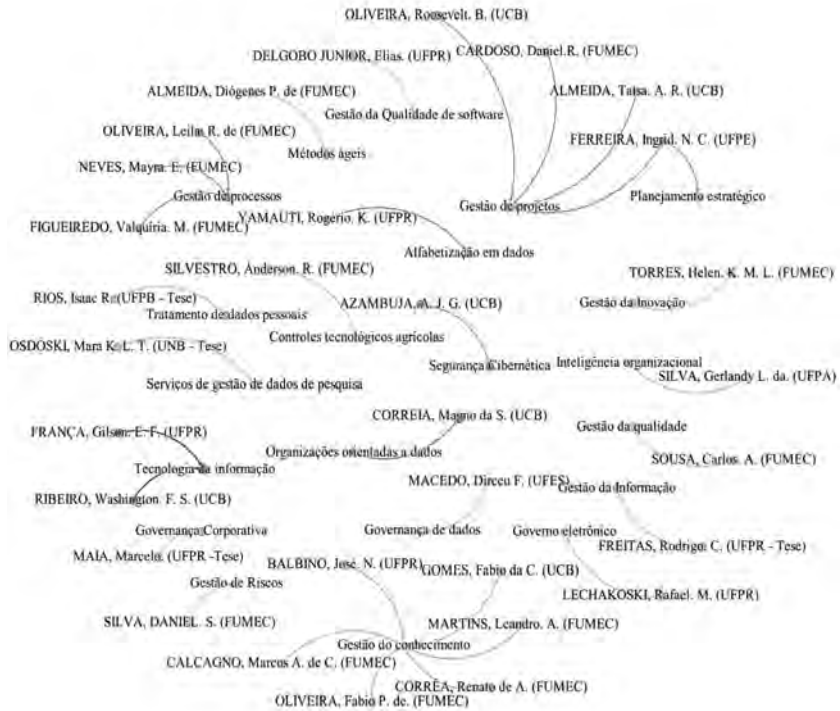 OLIVEIRA, Roosevelt. B. (UCB)
DELGOBO JUNIOR, Elias. (UFPR)
CARDOSO, Daniel.R. (FUMEC)
ALMEIDA, Diógenes P. de (FUMEC)
ALMEIDA, Taísa. A. R. (UCB)
Gestão da Qualidade de software
OLIVEIRA, Leila R. de (FUMEC)
FERREIRA, Ingrid. N. C. (UFPE)
Métodos ágeis
NEVES, Mayra. E. (FUMEC)
Gestão de processos
Planejamento estratégico
Gestão de projetos
FIGUEIREDO, Valquíria. M. (FUMEC)
YAMAUTI, Rogerio. K. (UFPR)
Alfabetização em dados
SILVESTRO, Anderson. R. (FUMEC)
TORRES, Helen. K. M. L. (FUMEC)
RIOS, Isaac R. (UFPB - Tese)
AZAMBUJA, A. J. G. (UCB)
Gestão da Inovação
Tratamento de dados pessoais
Controles tecnológicos agrícolas
OSDOSKI, Mara K. L. T. (UNB - Tese)
Segurança Cibernética
Inteligência organizacional
Serviços de gestão de dados de pesquisa
SILVA, Gerlandy L. da. (UFPA)
CORREIA, Magno da S. (UCB)
Gestão da qualidade
FRANÇA, Gilson. E. F. (UFPR)
Organizações orientadas a dados
SOUSA, Carlos. A. (FUMEC)
Tecnologia da informação
MACEDO, Dirceu F. (UFES)
Gestão da Informação
RIBEIRO, Washington. F. S. (UCB)
Governança Corporativa
Governança de dados
Governo eletrônico
FREITAS, Rodrigo. C. (UFPR - Tese)
MAIA, Marcelo. (UFPR -Tese)
BALBINO, José. N. (UFPR)
GOMES, Fabio da C. (UCB)
Gestão de Riscos
LECHAKOSKI, Rafael. M. (UFPR)
SILVA, DANIEL. S. (FUMEC)
MARTINS, Leandro. A. (FUMEC)
Gestão do conhecimento
CALCAGNO, Marcus A. de C. (FUMEC)
CORRÊA, Renato de A. (FUMEC)
OLIVEIRA, Fabio P. de. (FUMEC)